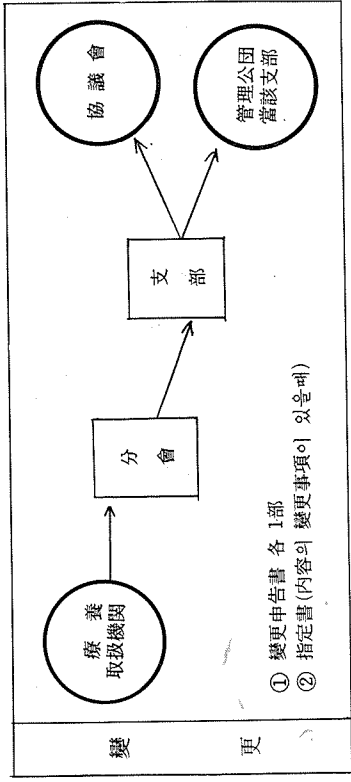 變更
療養
取扱機関
分會
支部
協議會
管理公団
當該支部
① 變更申告書 各 1部
② 指定書(内容의 變更事項이 있을때)